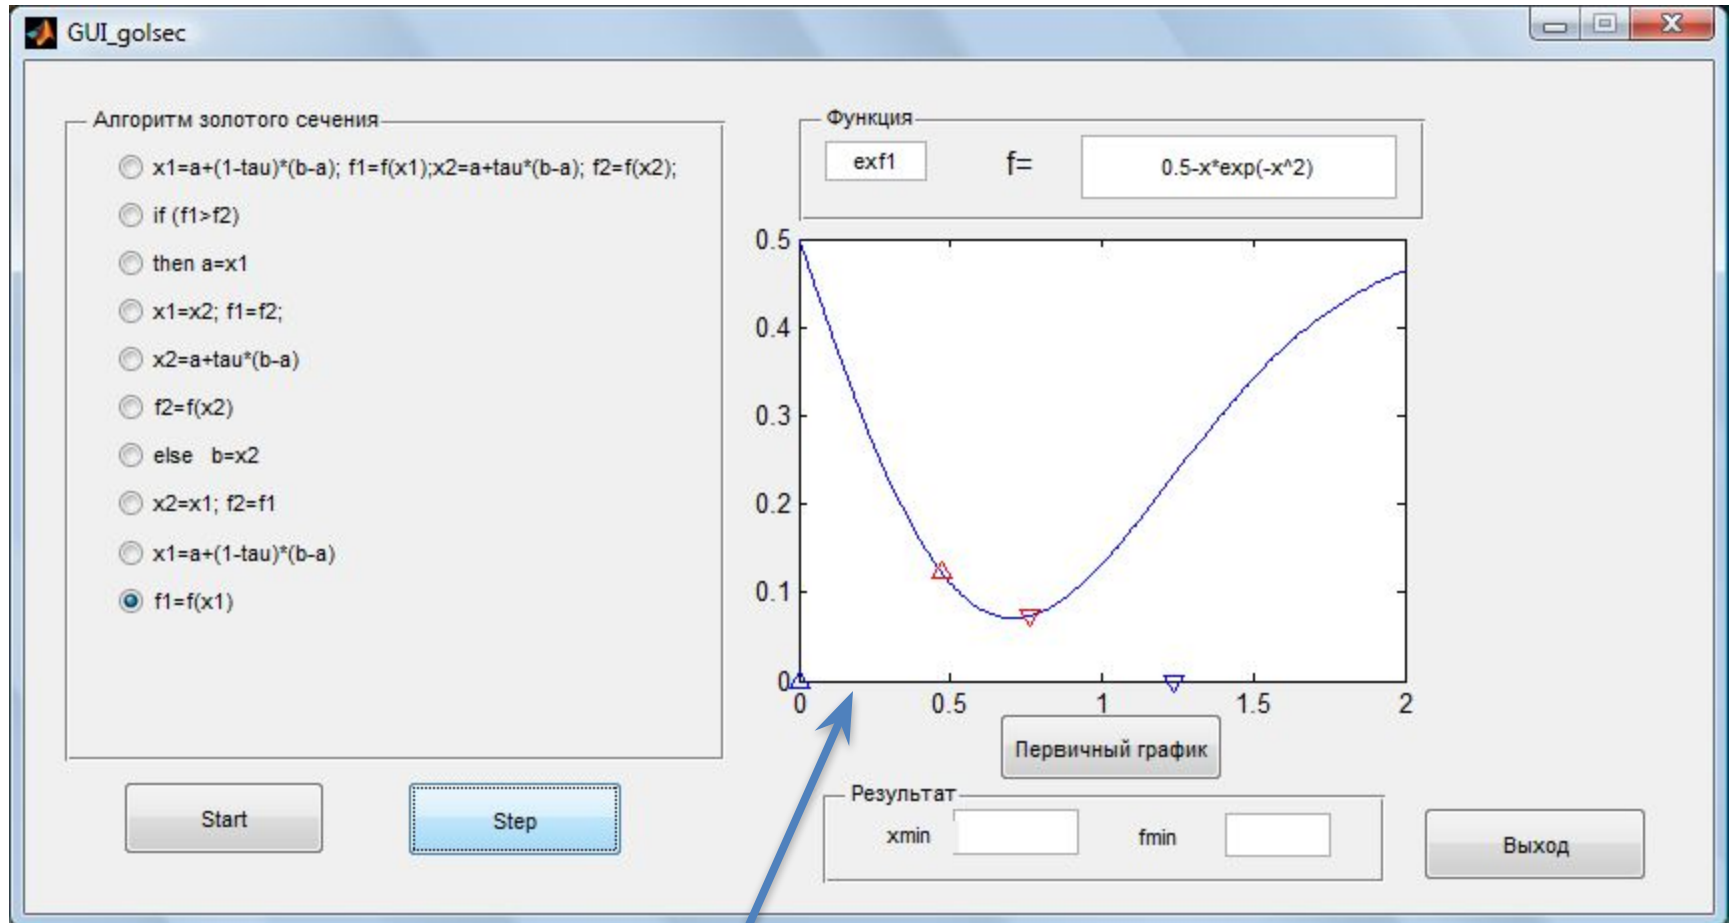 GUI_golsec
Алгоритм золотого сечения
x1=a+(1-tau)*(b-a); f1=f(x1);x2=a+tau*(b-a); f2=f(x2);
if (f1>f2)
then a=x1
x1=x2; f1=f2;
x2=a+tau*(b-a)
f2=f(x2)
else b=x2
x2=x1; f2=f1
x1=a+(1-tau)*(b-a)
f1=f(x1)
Start
Step
Функция
exf1
f=
0.5-x*exp(-x^2)
0.5
0.4
0.3
0.2
0.1
0
0 0.5 1 1.5 2
Первичный график
Результат
xmin
fmin
Выход